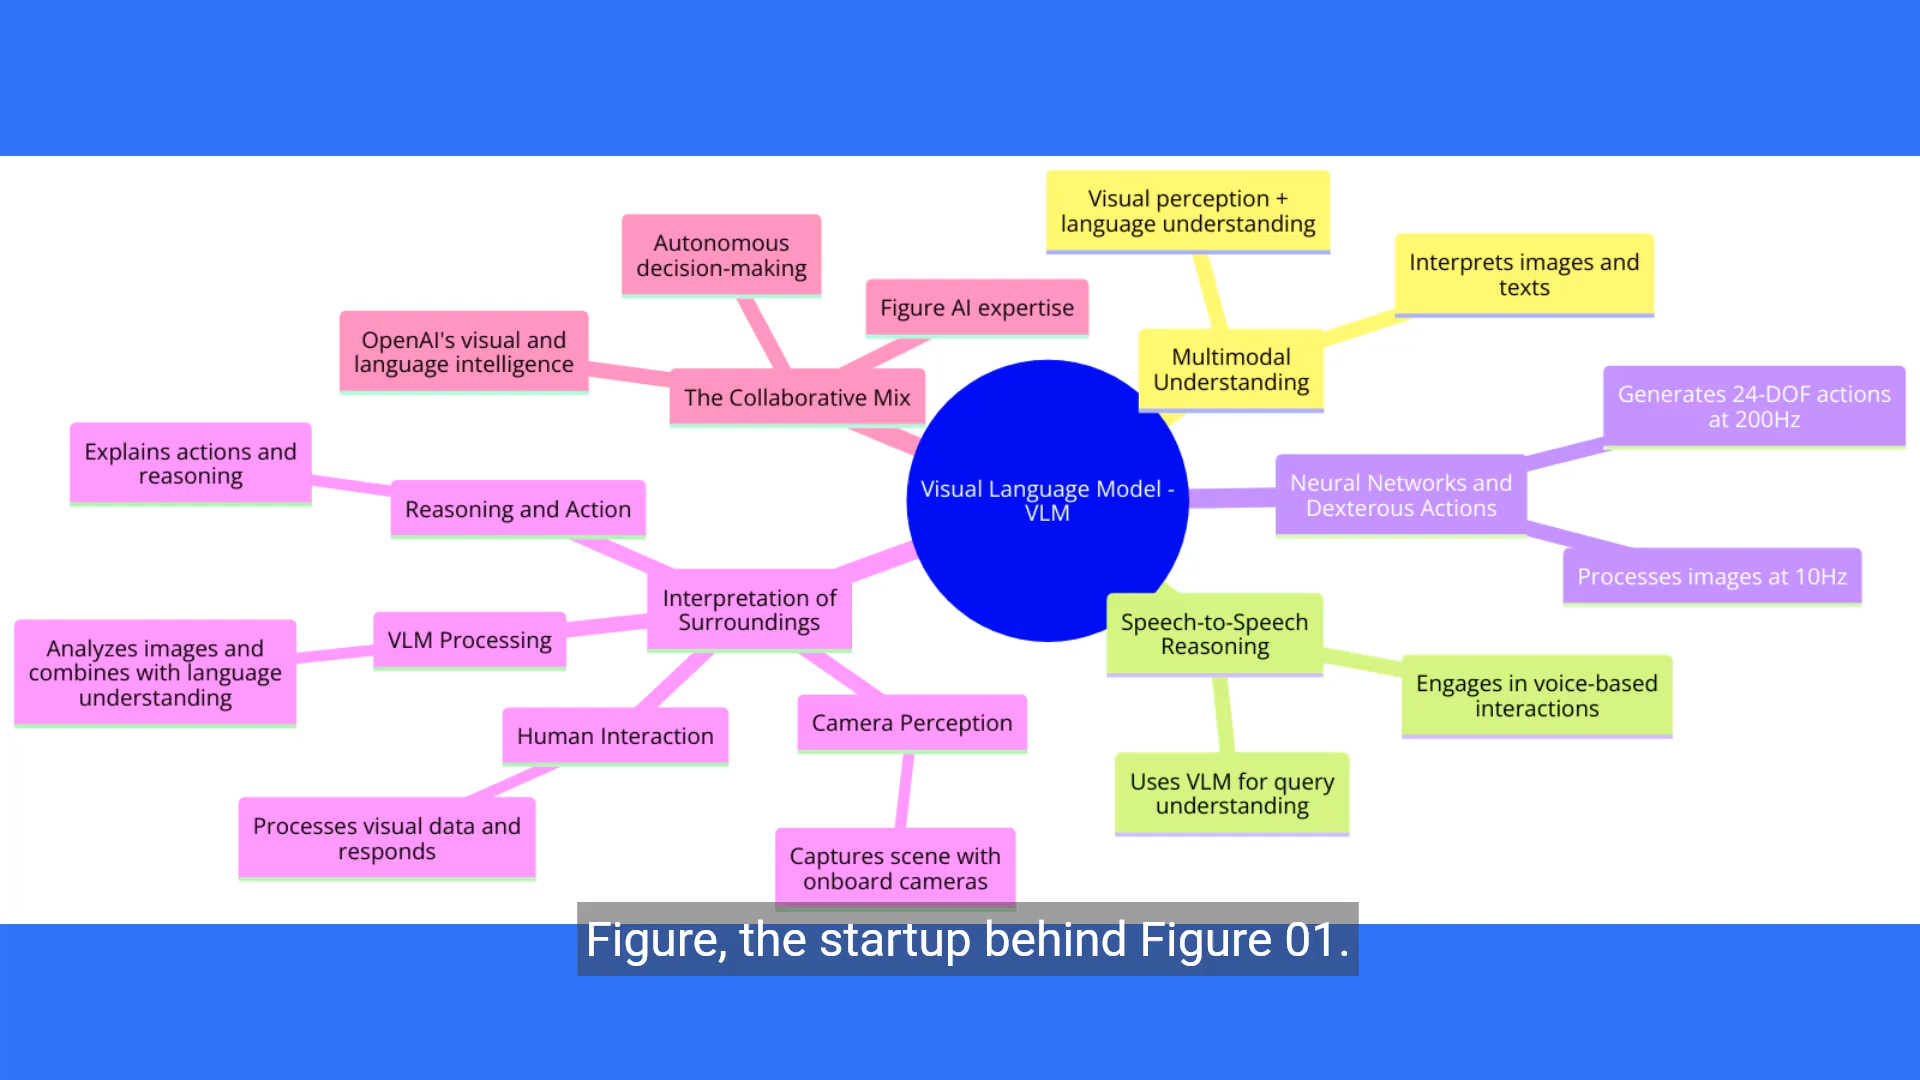 Visual perception +
language understanding
Autonomous
decision-making
Interprets images and
texts
Figure AI expertise
OpenAI's visual and
language intelligence
Multimodal
Understanding
The Collaborative Mix
Generates 24-DOF actions
at 200Hz
Explains actions and
reasoning
Reasoning and Action
Visual Language Model -
VLM
Neural Networks and
Dexterous Actions
Processes images at 10Hz
Interpretation of
Surroundings
Speech-to-Speech
Reasoning
VLM Processing
Analyzes images and
combines with language
understanding
Engages in voice-based
interactions
Human Interaction
Camera Perception
Uses VLM for query
understanding
Processes visual data and
responds
Captures scene with
onboard cameras
Figure, the startup behind Figure 01.